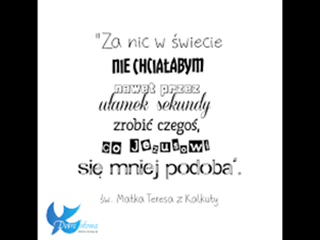 "Za nic w świecie
NIE CHCIAŁABYM
nawet przez
ułamek sekundy
zrobić czegoś,
co Jezusowi
się mniej podoba".
św. Matka Teresa z Kalkuty